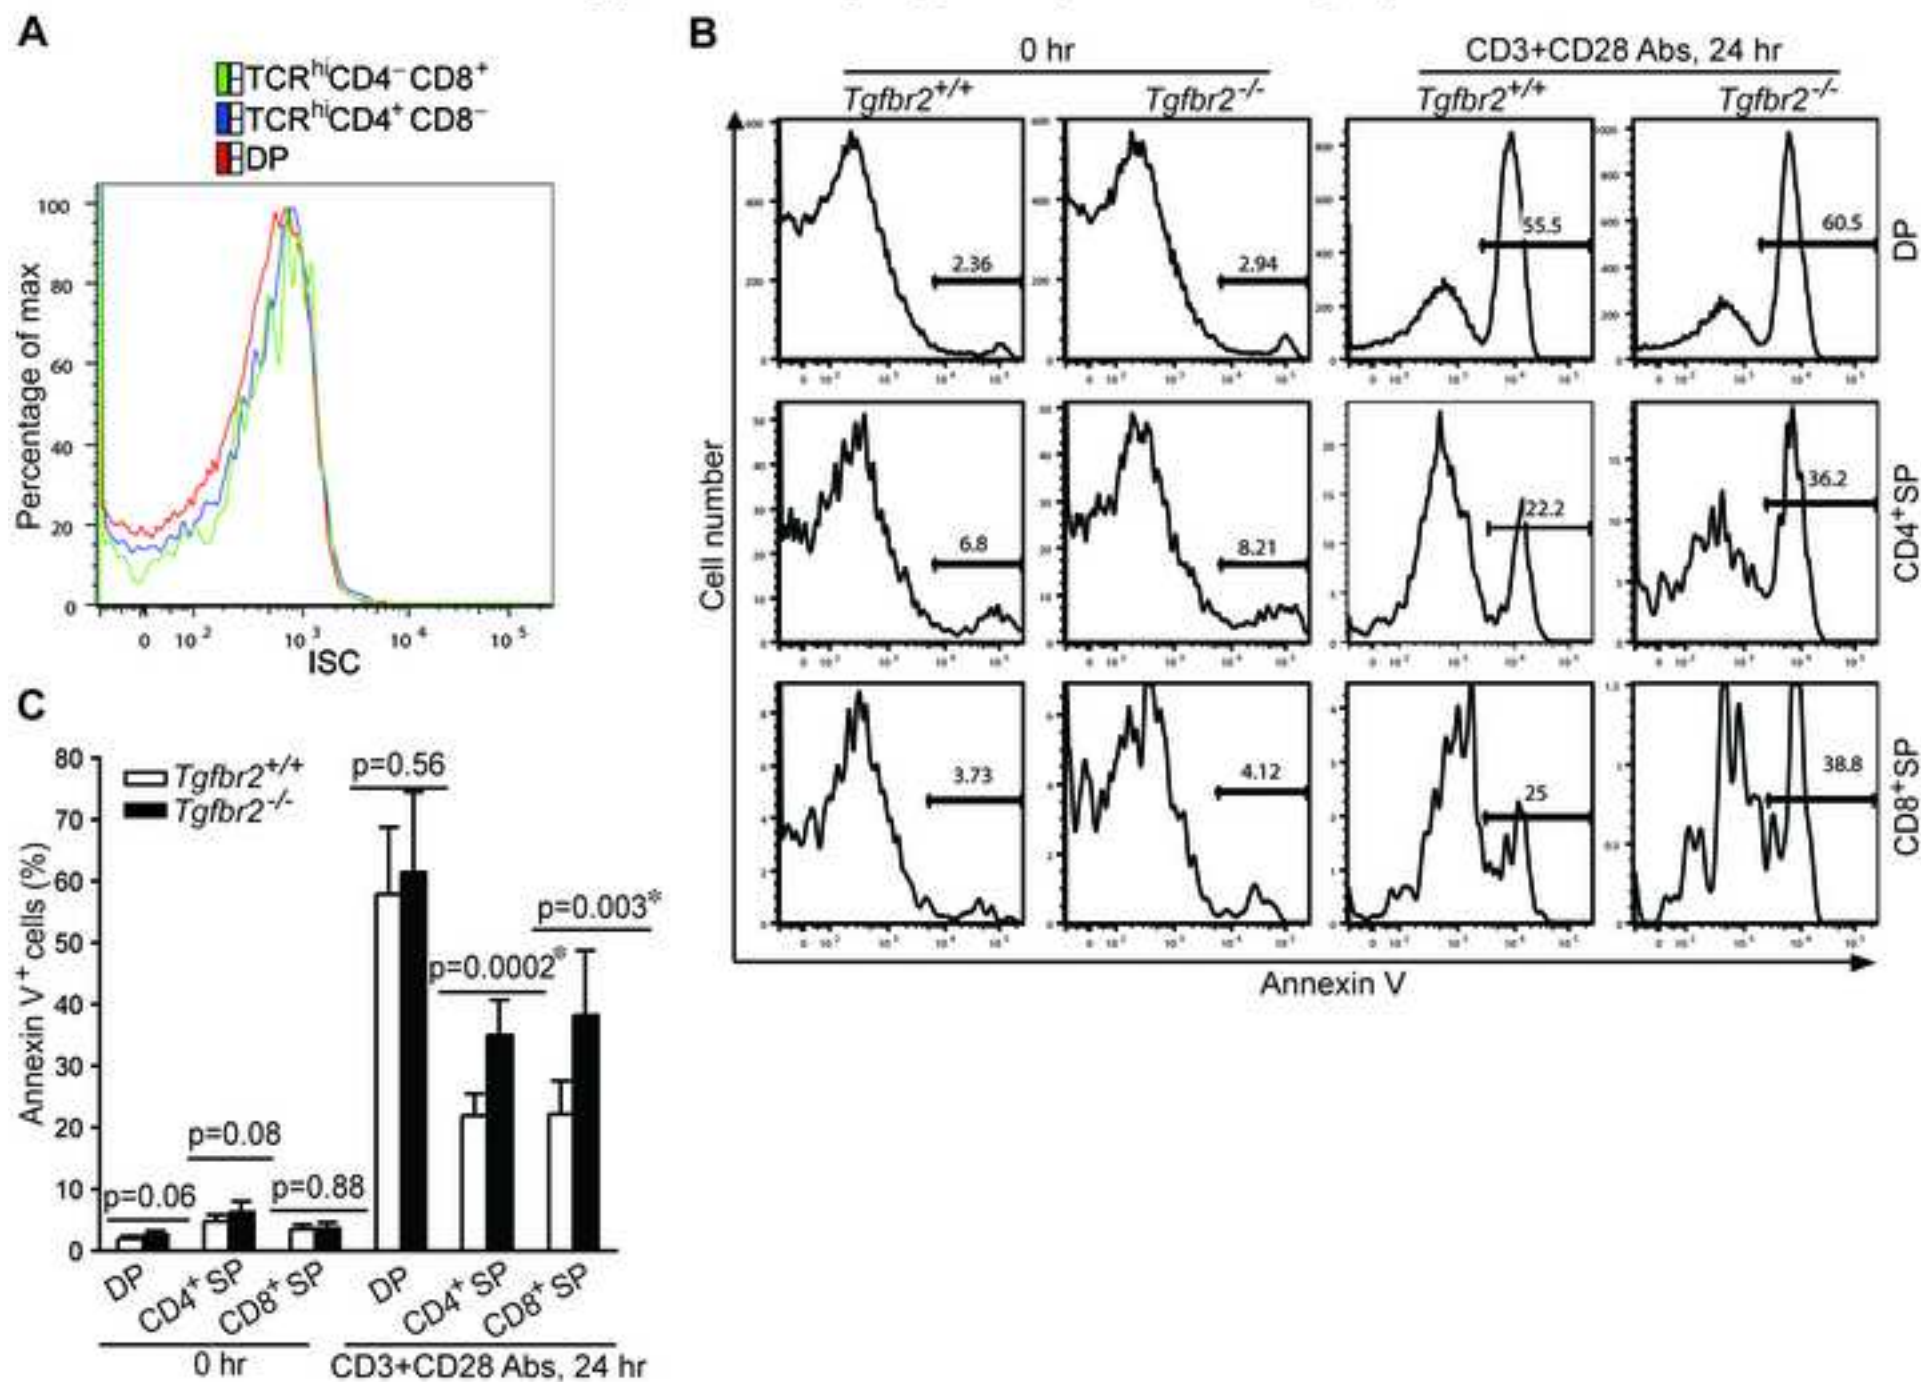 A
TCRhiCD4− CD8+
TCRhiCD4+ CD8−
DP
100
80
60
40
20
0
Percentage of max
0 10 2 10 3 10 4 10 5
ISC
B
0 hr CD3+CD28 Abs, 24 hr
Tgfbr2+/+ Tgfbr2-/- Tgfbr2+/+ Tgfbr2-/-
Cell number
2.36 2.94 55.5 60.5
DP
6.8 8.21 22.2 36.2
CD4+SP
3.73 4.12 25 38.8
CD8+SP
Annexin V
C
Tgfbr2+/+
Tgfbr2-/-
Annexin V+ cells (%)
80
70
60
50
40
30
20
10
0
p=0.06
p=0.08
p=0.88
p=0.56
p=0.0002*
p=0.003*
DP CD4+SP CD8+SP DP CD4+SP CD8+SP
0 hr CD3+CD28 Abs, 24 hr